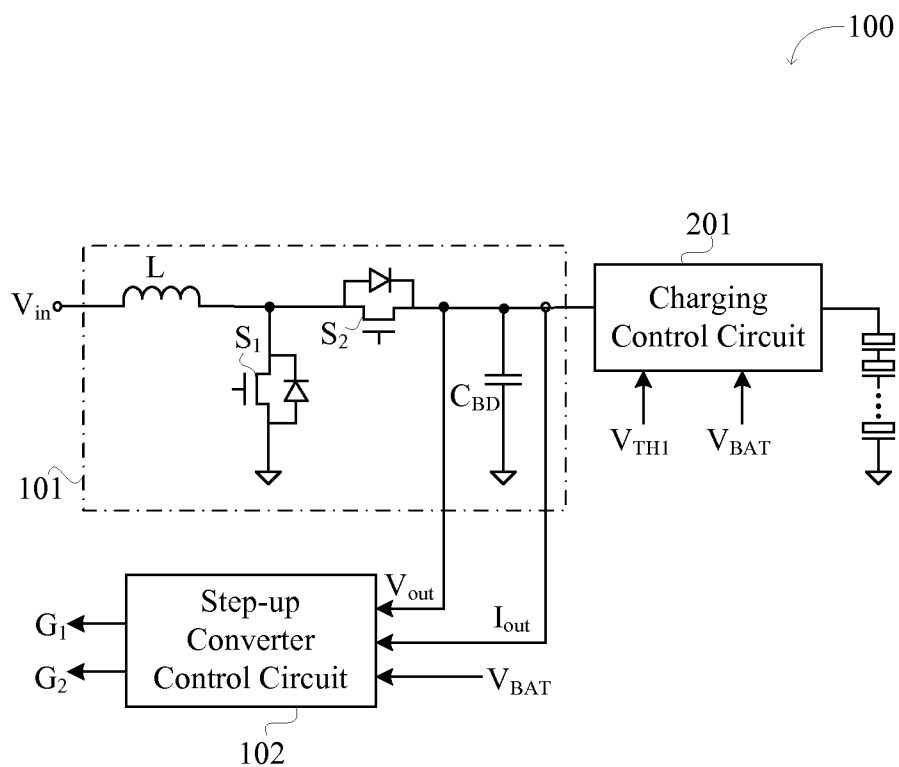 100
201
L
V_in
S_2
Charging
Control Circuit
S_1
C_BD
V_TH1
V_BAT
101
V_out
Step-up
Converter
Control Circuit
G_1
I_out
G_2
V_BAT
102